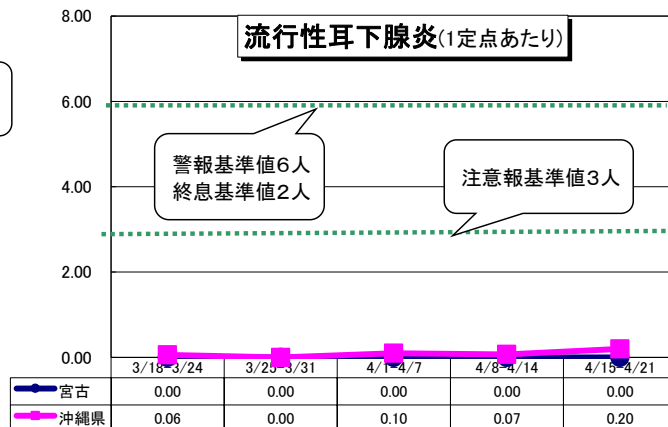 流行性耳下腺炎(1定点あたり)
8.00
6.00
警報基準値6人
終息基準値2人
注意報基準値3人
4.00
2.00
0.00
3/18-3/24 3/25-3/31 4/1-4/7 4/8-4/14 4/15-4/21
宮古 0.00 0.00 0.00 0.00 0.00
沖縄県 0.06 0.00 0.10 0.07 0.20